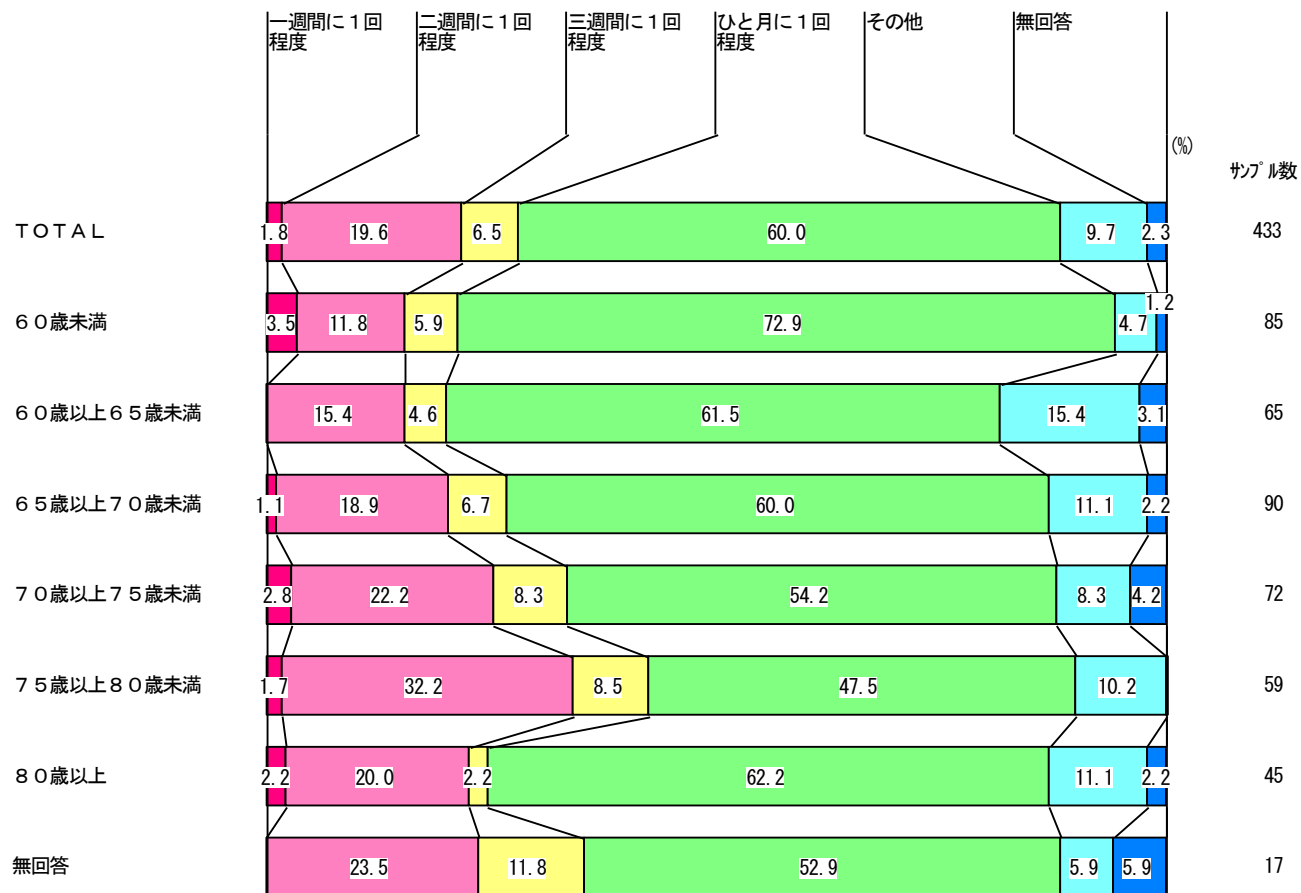 一週間に１回
程度
二週間に１回
程度
三週間に１回
程度
ひと月に１回
程度
その他
無回答
(%)
ｻﾝﾌﾟﾙ数
ＴＯＴＡＬ 1.8 19.6 6.5 60.0 9.7 2.3 433
６０歳未満 3.5 11.8 5.9 72.9 4.7 1.2 85
６０歳以上６５歳未満 15.4 4.6 61.5 15.4 3.1 65
６５歳以上７０歳未満 1.1 18.9 6.7 60.0 11.1 2.2 90
７０歳以上７５歳未満 2.8 22.2 8.3 54.2 8.3 4.2 72
７５歳以上８０歳未満 1.7 32.2 8.5 47.5 10.2 59
８０歳以上 2.2 20.0 2.2 62.2 11.1 2.2 45
無回答 23.5 11.8 52.9 5.9 5.9 17